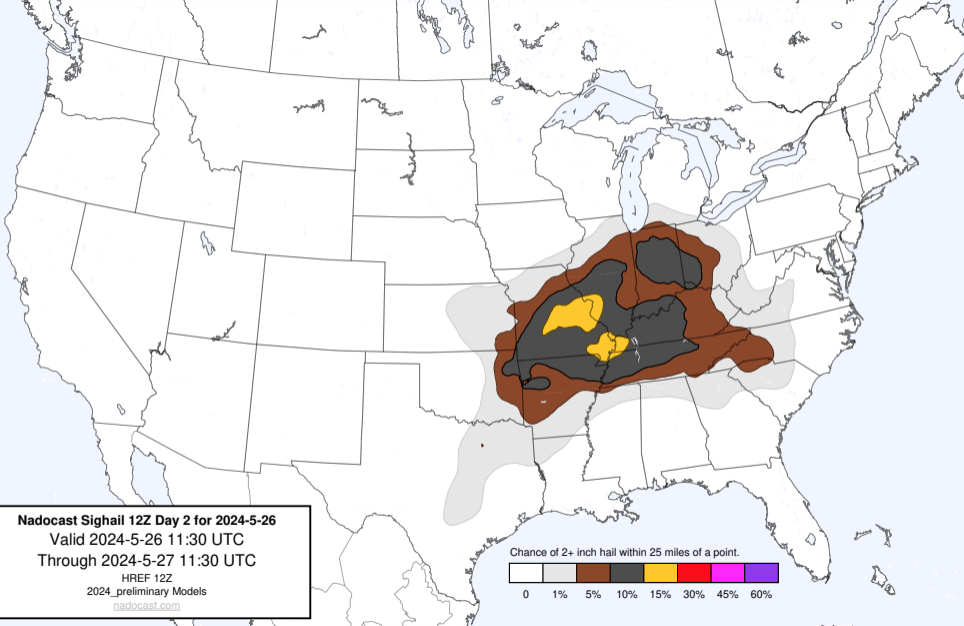 Nadocast Sighail 12Z Day 2 for 2024-5-26
Valid 2024-5-26 11:30 UTC
Through 2024-5-27 11:30 UTC
HREF 12Z
2024_preliminary Models
nadocast.com
Chance of 2+ inch hail within 25 miles of a point.
0 1% 5% 10% 15% 30% 45% 60%